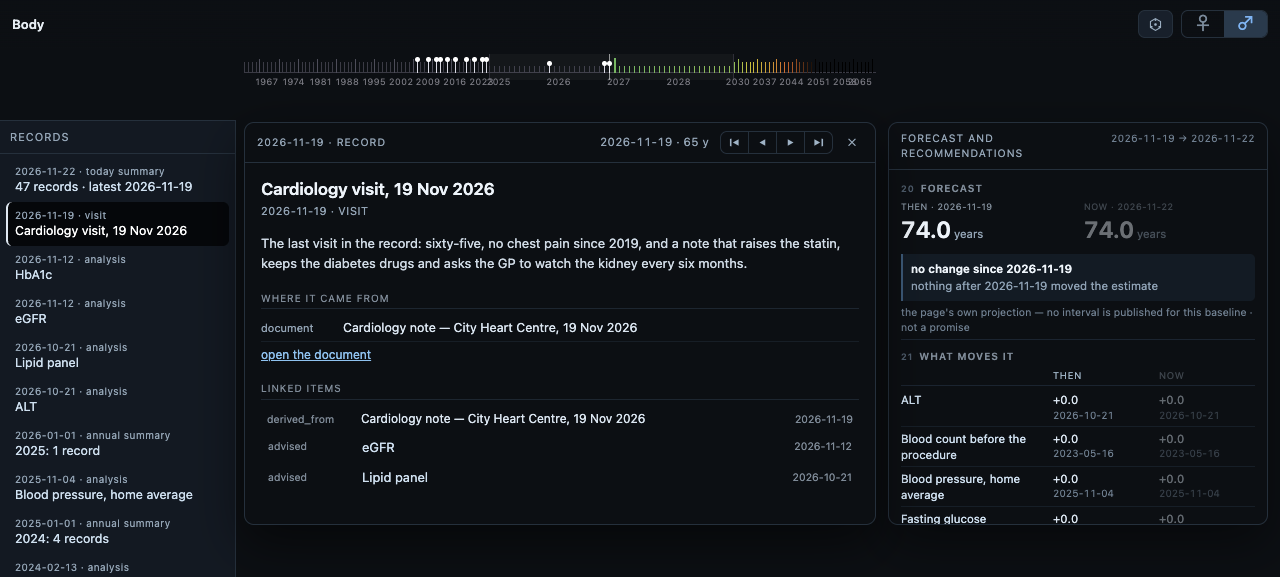 Body
1967 1974 1981 1988 1995 2002 2009 2016 2025 2026 2027 2028 2030 2037 2044 2051 2065
RECORDS
2026-11-22 · today summary
47 records · latest 2026-11-19
2026-11-19 · visit
Cardiology visit, 19 Nov 2026
2026-11-12 · analysis
HbA1c
2026-11-12 · analysis
eGFR
2026-10-21 · analysis
Lipid panel
2026-10-21 · analysis
ALT
2026-01-01 · annual summary
2025: 1 record
2025-11-04 · analysis
Blood pressure, home average
2025-01-01 · annual summary
2024: 4 records
2024-02-13 · analysis
2026-11-19 · RECORD
2026-11-19 · 65 y
Cardiology visit, 19 Nov 2026
2026-11-19 · VISIT
The last visit in the record: sixty-five, no chest pain since 2019, and a note that raises the statin,
keeps the diabetes drugs and asks the GP to watch the kidney every six months.
WHERE IT CAME FROM
document Cardiology note — City Heart Centre, 19 Nov 2026
open the document
LINKED ITEMS
derived_from Cardiology note — City Heart Centre, 19 Nov 2026 2026-11-19
advised eGFR 2026-11-12
advised Lipid panel 2026-10-21
FORECAST AND
RECOMMENDATIONS
2026-11-19 → 2026-11-22
20 FORECAST
THEN · 2026-11-19 NOW · 2026-11-22
74.0 years 74.0 years
no change since 2026-11-19
nothing after 2026-11-19 moved the estimate
the page's own projection — no interval is published for this baseline ·
not a promise
21 WHAT MOVES IT
THEN NOW
ALT +0.0 +0.0
2026-10-21 2026-10-21
Blood count before the +0.0 +0.0
procedure 2023-05-16 2023-05-16
Blood pressure, home +0.0 +0.0
average 2025-11-04 2025-11-04
Fasting glucose +0.0 +0.0